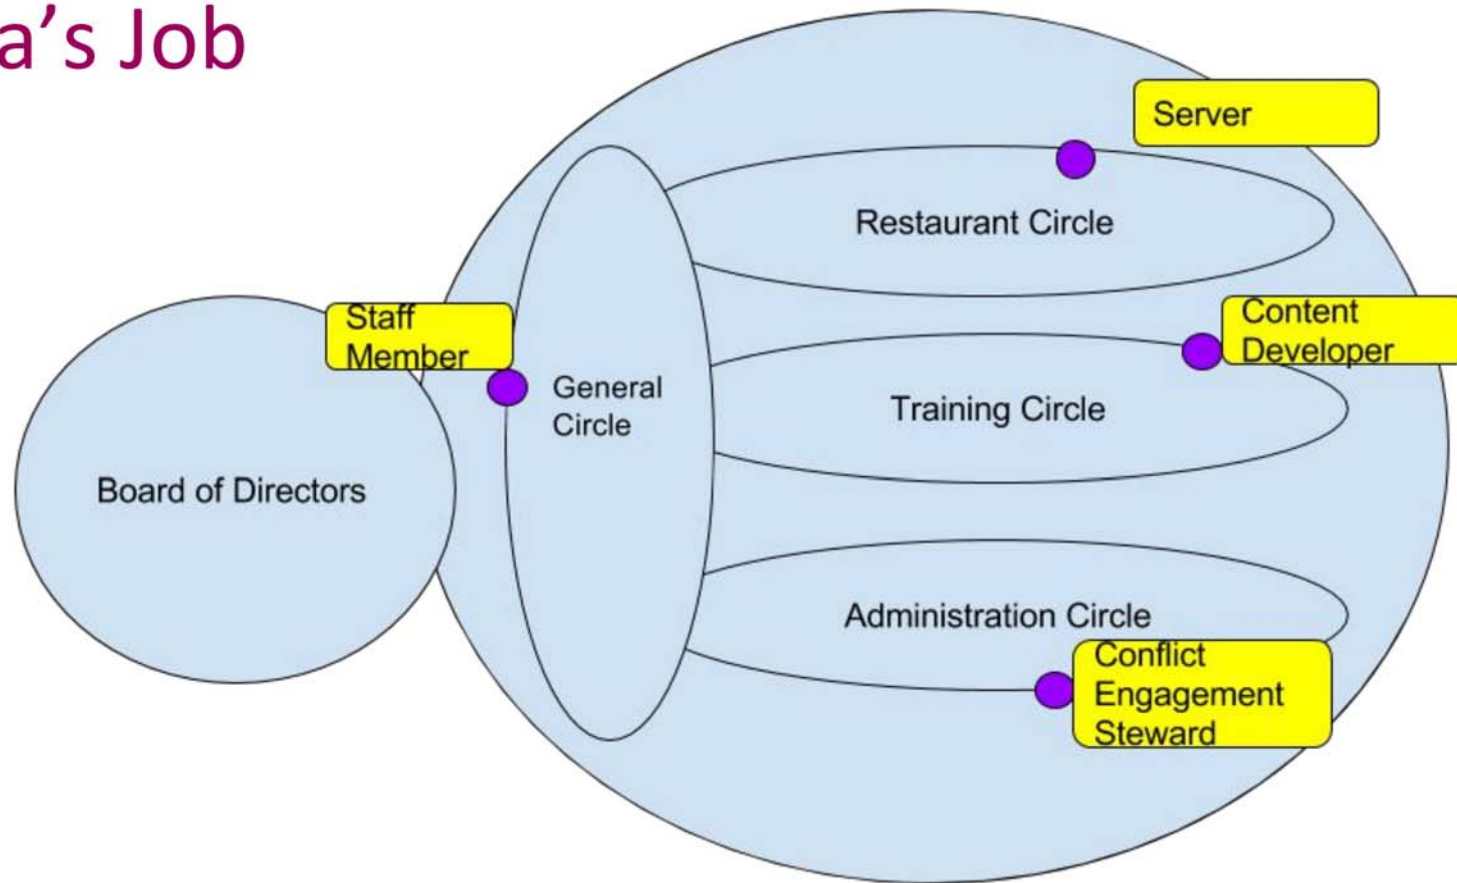 a’s Job
Server
Restaurant Circle
Staff
Member
Content
Developer
General
Circle
Training Circle
Board of Directors
Administration Circle
Conflict
Engagement
Steward